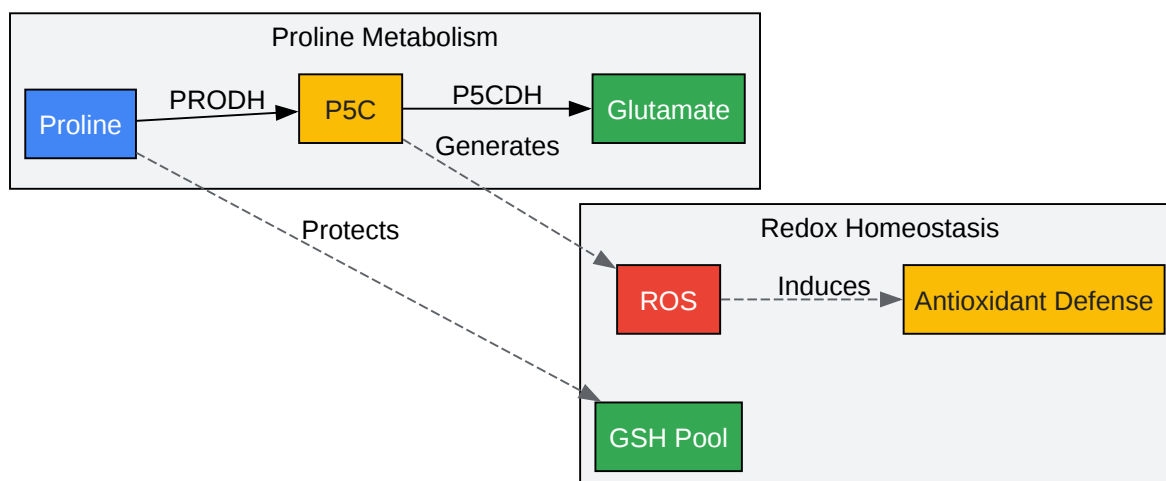 Proline Metabolism
Proline
PRODH
P5C
P5CDH
Glutamate
Generates
Protects
Redox Homeostasis
ROS
Induces
Antioxidant Defense
GSH Pool